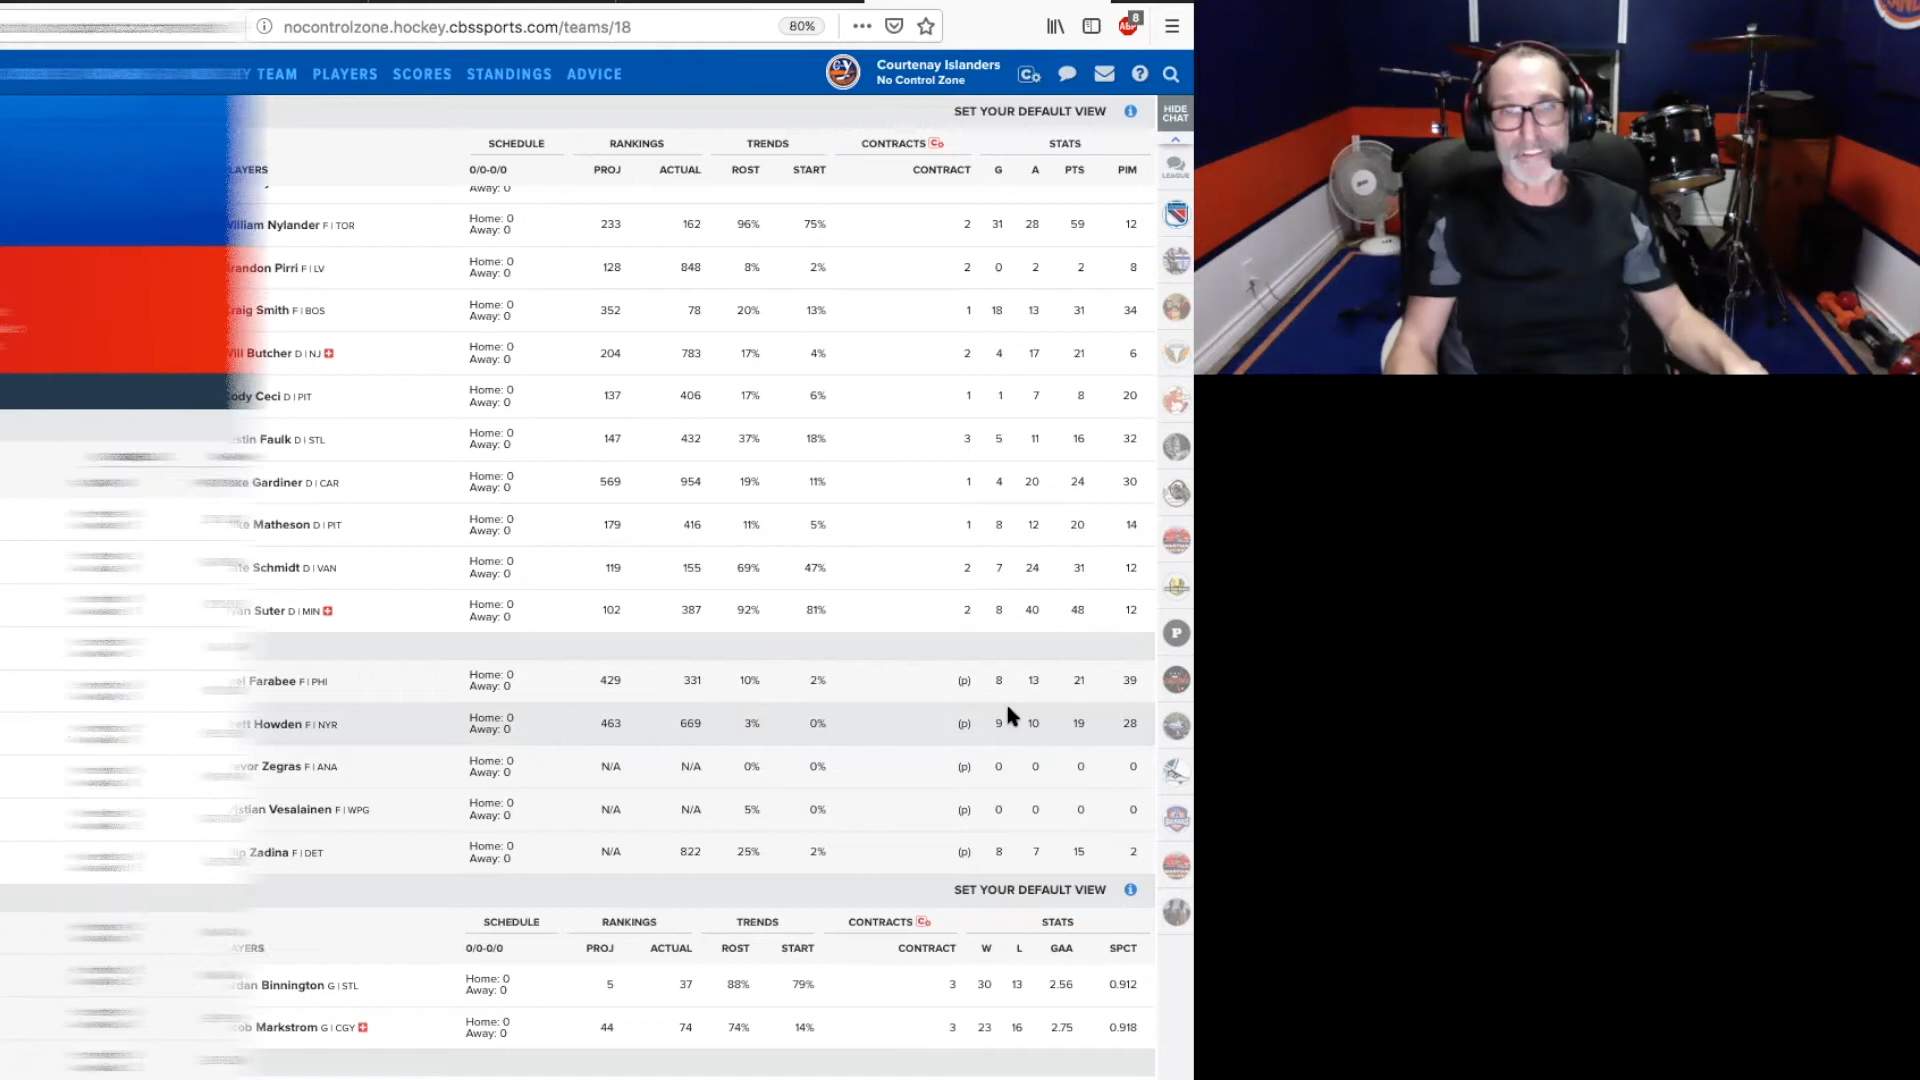 nocontrolzone.hockey.cbssports.com/teams/18 80% 8
TEAM PLAYERS SCORES STANDINGS ADVICE Courtenay Islanders
No Control Zone
SET YOUR DEFAULT VIEW HIDE CHAT
SCHEDULE RANKINGS TRENDS CONTRACTS STATS
0/0-0/0 PROJ ACTUAL ROST START CONTRACT G A PTS PIM
LEAGUE
Away: 0
Nylander F | TOR Home: 0 Away: 0 233 162 96% 75% 2 31 28 59 12
Pirri F | LV Home: 0 Away: 0 128 848 8% 2% 2 0 2 2 8
Smith F | BOS Home: 0 Away: 0 352 78 20% 13% 1 18 13 31 34
Butcher D | NJ Home: 0 Away: 0 204 783 17% 4% 2 4 17 21 6
Ceci D | PIT Home: 0 Away: 0 137 406 17% 6% 1 1 7 8 20
Faulk D | STL Home: 0 Away: 0 147 432 37% 18% 3 5 11 16 32
Gardiner D | CAR Home: 0 Away: 0 569 954 19% 11% 1 4 20 24 30
Matheson D | PIT Home: 0 Away: 0 179 416 11% 5% 1 8 12 20 14
Schmidt D | VAN Home: 0 Away: 0 119 155 69% 47% 2 7 24 31 12
Suter D | MIN Home: 0 Away: 0 102 387 92% 81% 2 8 40 48 12
Farabee F | PHI Home: 0 Away: 0 429 331 10% 2% (p) 8 13 21 39
Howden F | NYR Home: 0 Away: 0 463 669 3% 0% (p) 9 10 19 28
Zegras F | ANA Home: 0 Away: 0 N/A N/A 0% 0% (p) 0 0 0 0
Vesalainen F | WPG Home: 0 Away: 0 N/A N/A 5% 0% (p) 0 0 0 0
Zadina F | DET Home: 0 Away: 0 N/A 822 25% 2% (p) 8 7 15 2
SET YOUR DEFAULT VIEW
SCHEDULE RANKINGS TRENDS CONTRACTS STATS
0/0-0/0 PROJ ACTUAL ROST START CONTRACT W L GAA SPCT
Binnington G | STL Home: 0 Away: 0 5 37 88% 79% 3 30 13 2.56 0.912
Markstrom G | CGY Home: 0 Away: 0 44 74 74% 14% 3 23 16 2.75 0.918